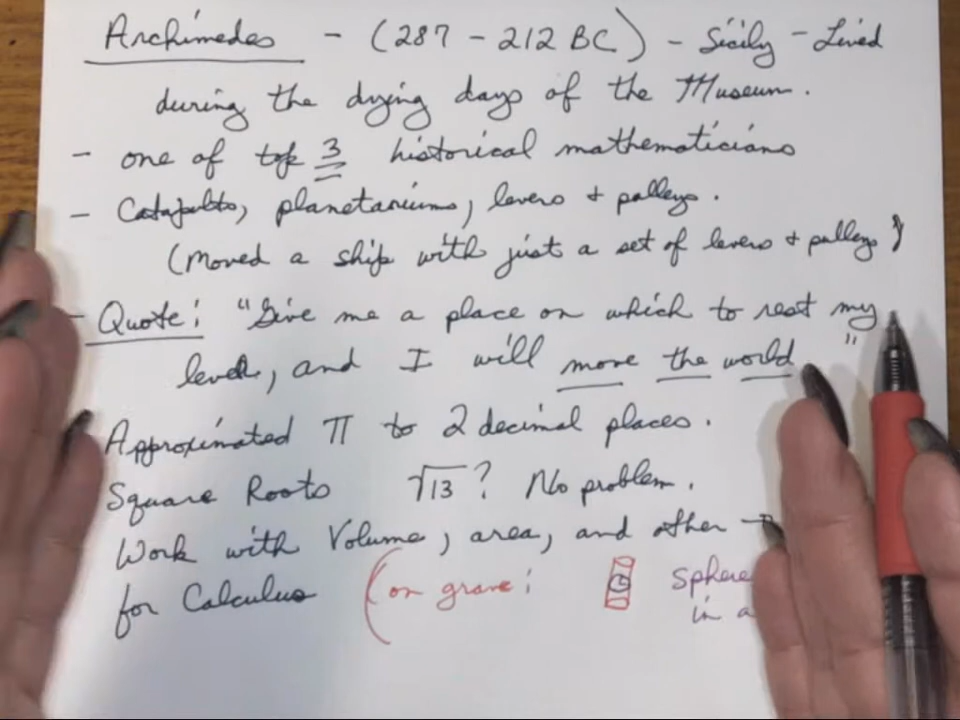 Archimedes - (287 - 212 BC) - Sicily - Lived
during the dying days of the Museum.
- one of top 3 historical mathematicians
- Catapults, planetariums, levers + pulleys.
(Moved a ship with just a set of levers + pulleys)
- Quote: "Give me a place on which to rest my
lever, and I will move the world."
Approximated π to 2 decimal places.
Square Roots √13? No problem.
Work with Volume, area, and other
for Calculus (on grave: sphere
in a